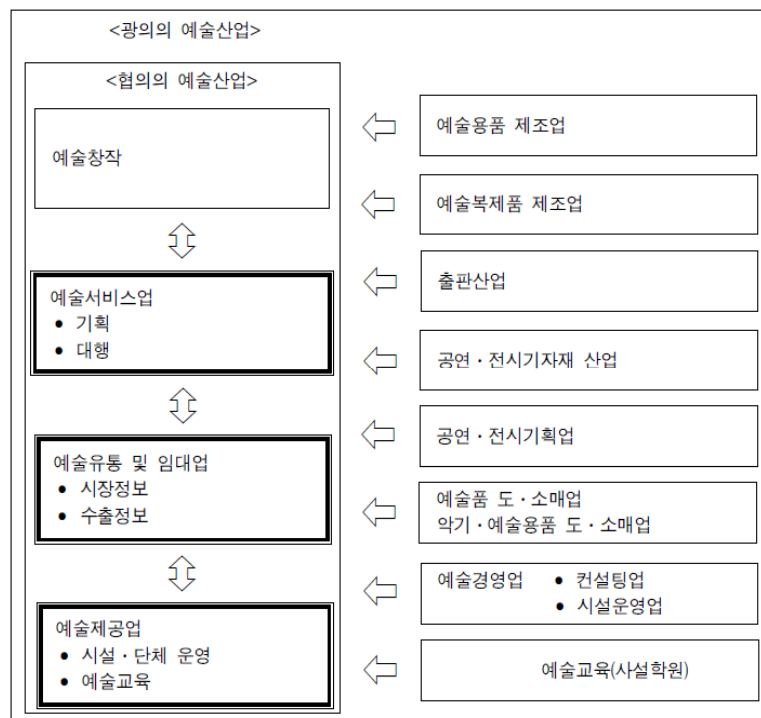 <광의의 예술산업>
<협의의 예술산업>
예술창작
예술서비스업
• 기획
• 대행
예술유통 및 임대업
• 시장정보
• 수출정보
예술제공업
• 시설・단체 운영
• 예술교육
예술용품 제조업
예술복제품 제조업
출판산업
공연・전시기자재 산업
공연・전시기획업
예술품 도・소매업
악기・예술용품 도・소매업
예술경영업 • 컨설팅업
• 시설운영업
예술교육(사설학원)